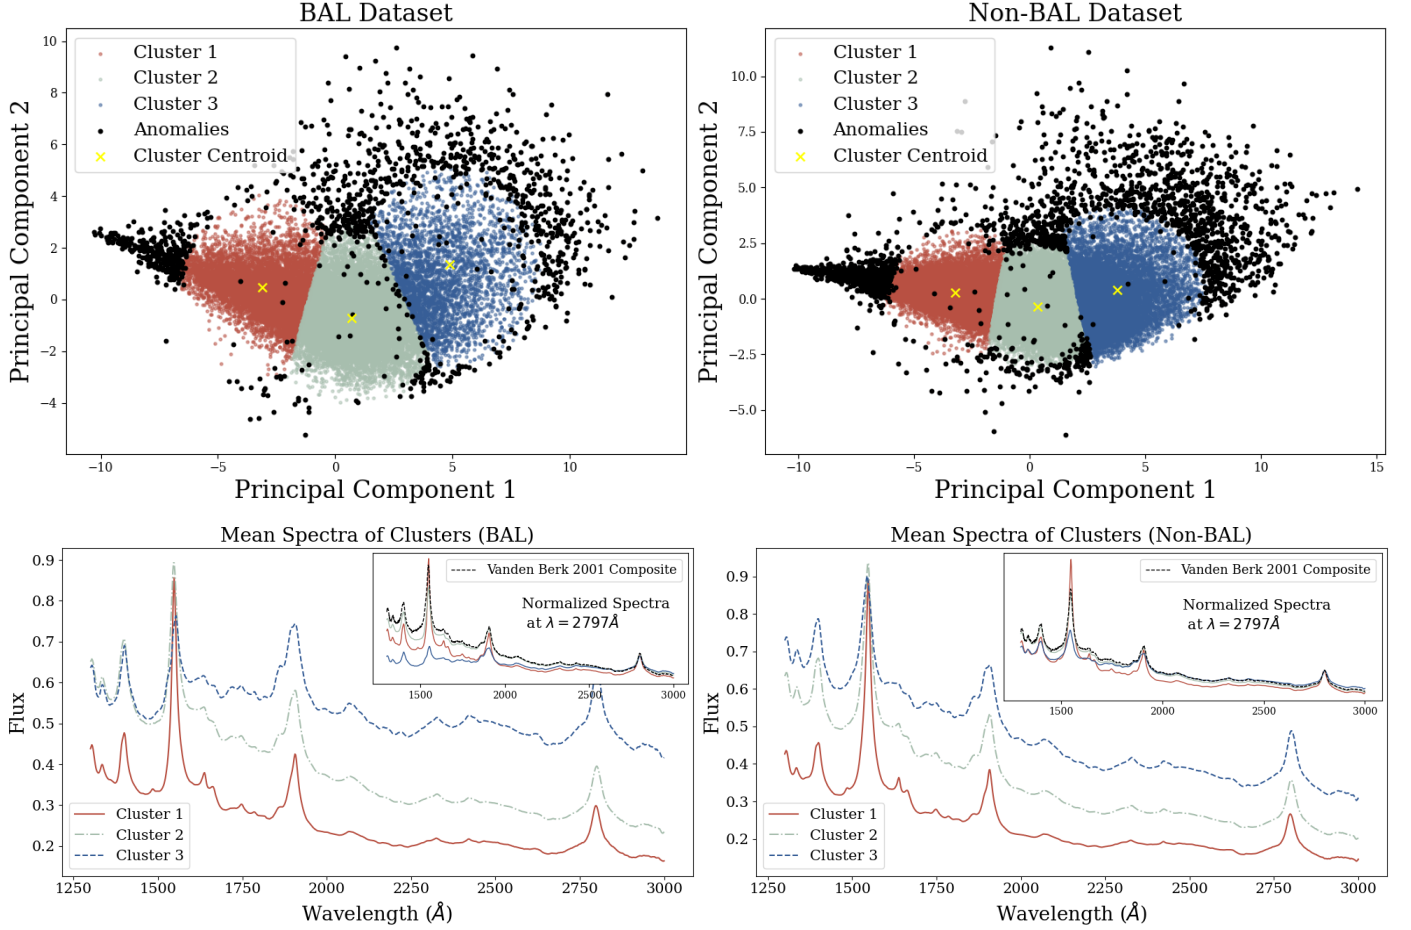 BAL Dataset
Cluster 1
Cluster 2
Cluster 3
Anomalies
Cluster Centroid
Principal Component 2
10
8
6
4
2
0
−2
−4
−10
−5
0
5
10
Principal Component 1
Non-BAL Dataset
Cluster 1
Cluster 2
Cluster 3
Anomalies
Cluster Centroid
Principal Component 2
10.0
7.5
5.0
2.5
0.0
−2.5
−5.0
−10
−5
0
5
10
15
Principal Component 1
Mean Spectra of Clusters (BAL)
Vanden Berk 2001 Composite
Normalized Spectra
at λ = 2797Å
1500
2000
2500
3000
Flux
0.9
0.8
0.7
0.6
0.5
0.4
0.3
0.2
Cluster 1
Cluster 2
Cluster 3
1250
1500
1750
2000
2250
2500
2750
3000
Wavelength (Å)
Mean Spectra of Clusters (Non-BAL)
Vanden Berk 2001 Composite
Normalized Spectra
at λ = 2797Å
1500
2000
2500
3000
Flux
0.9
0.8
0.7
0.6
0.5
0.4
0.3
0.2
Cluster 1
Cluster 2
Cluster 3
1250
1500
1750
2000
2250
2500
2750
3000
Wavelength (Å)